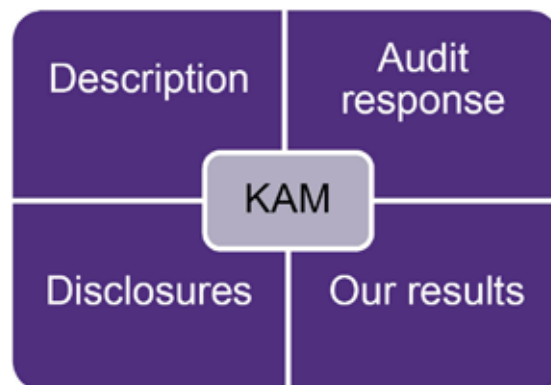 Description
Audit
response
KAM
Disclosures
Our results